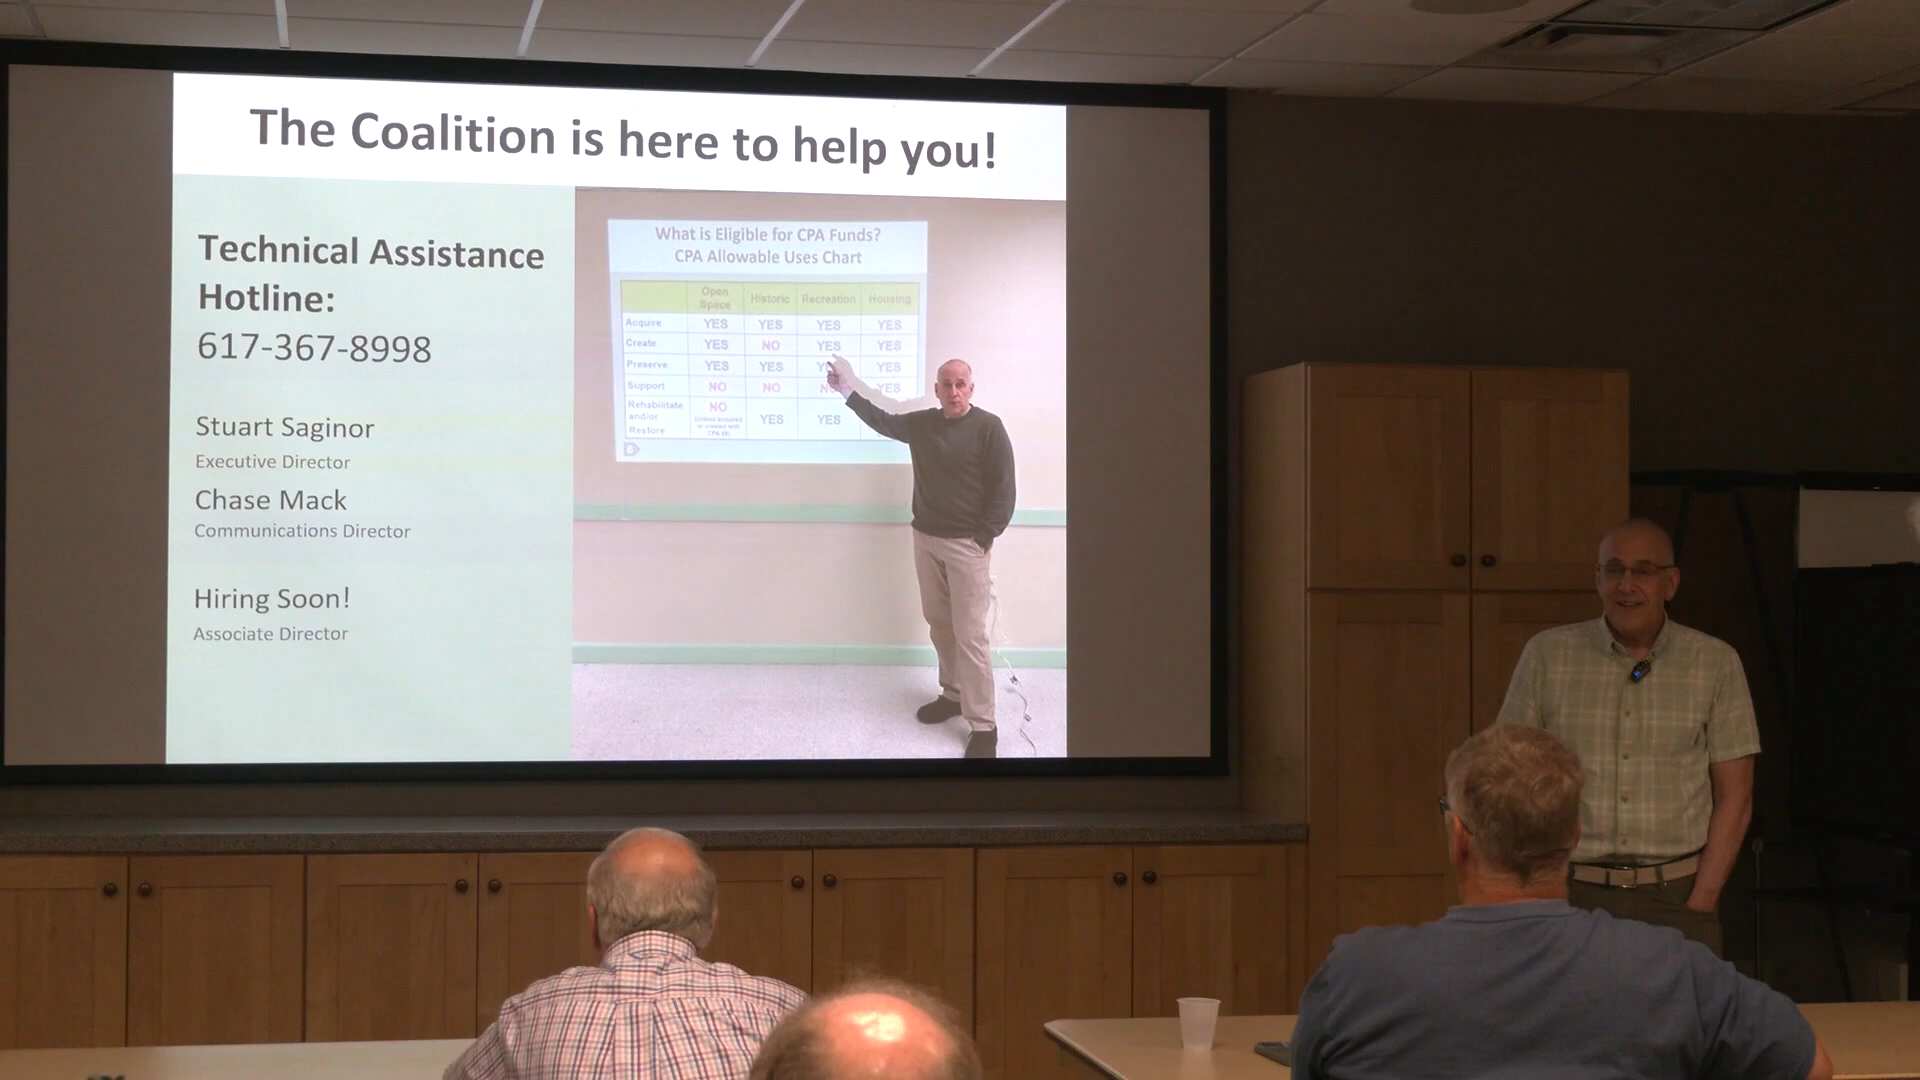 The Coalition is here to help you!
Technical Assistance
Hotline:
617-367-8998
Stuart Saginor
Executive Director
Chase Mack
Communications Director
Hiring Soon!
Associate Director
What is Eligible for CPA Funds?
CPA Allowable Uses Chart
Open Space Historic Recreation Housing
Acquire YES YES YES YES
Create YES NO YES YES
Preserve YES YES
Support NO NO NO YES
Rehabilitate and/or Restore NO YES YES